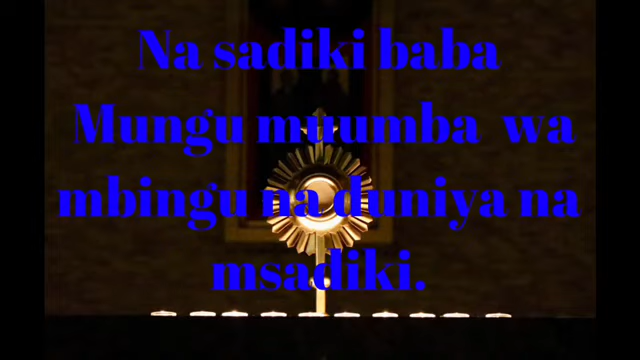 Na sadiki baba
Mungu muumba wa
mbingu na duniya na
msadiki.